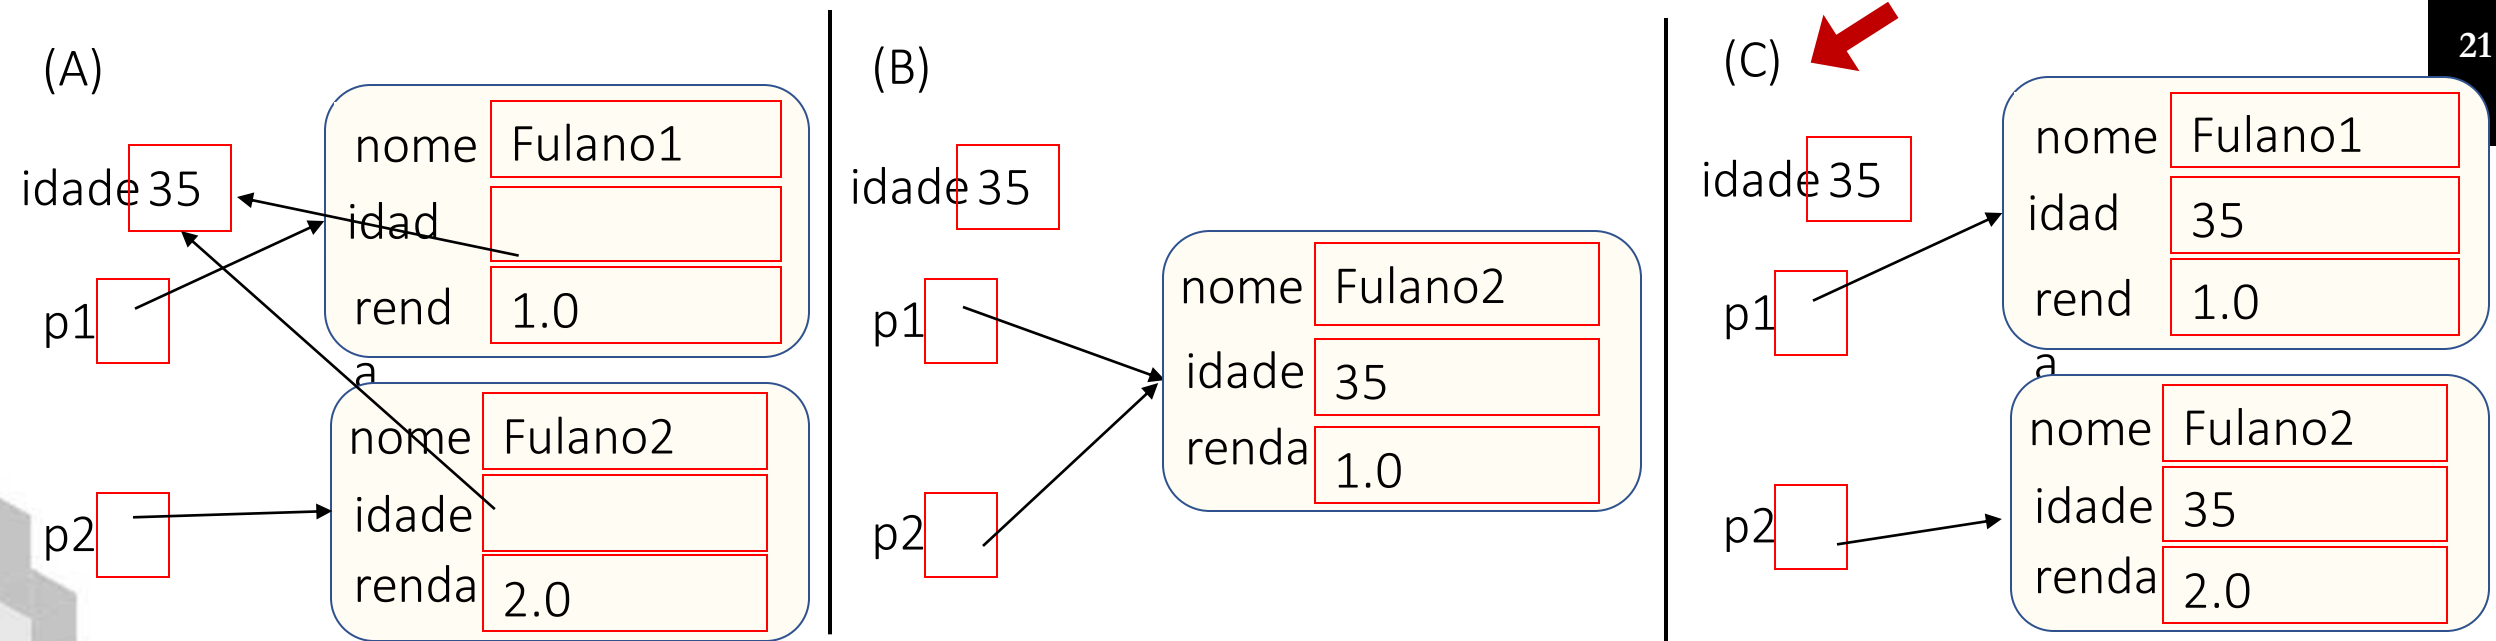 (A)
idade 35
p1
p2
nome Fulano1
idad
rend 1.0
a
nome Fulano2
idade
renda 2.0
(B)
idade 35
p1
p2
nome Fulano2
idade 35
renda 1.0
(C)
21
idade 35
p1
p2
nome Fulano1
idad 35
rend 1.0
a
nome Fulano2
idade 35
renda 2.0